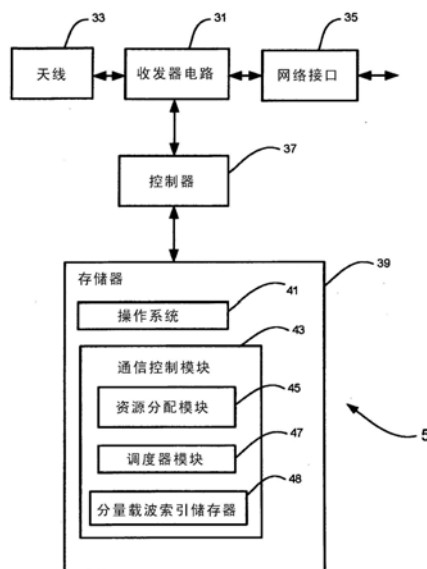 33
31
35
天线
收发器电路
网络接口
37
控制器
39
存储器
41
操作系统
43
通信控制模块
45
资源分配模块
5
47
调度器模块
48
分量载波索引储存器